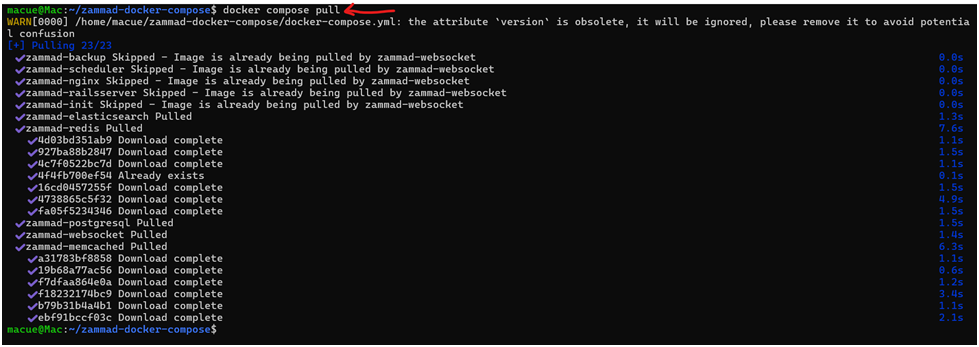 macue@Mac:~/zammad-docker-compose$ docker compose pull
WARN[0000] /home/macue/zammad-docker-compose/docker-compose.yml: the attribute `version` is obsolete, it will be ignored, please remove it to avoid potentia
l confusion
[+] Pulling 23/23
✔zammad-backup Skipped - Image is already being pulled by zammad-websocket 0.0s
✔zammad-scheduler Skipped - Image is already being pulled by zammad-websocket 0.0s
✔zammad-nginx Skipped - Image is already being pulled by zammad-websocket 0.0s
✔zammad-railsserver Skipped - Image is already being pulled by zammad-websocket 0.0s
✔zammad-init Skipped - Image is already being pulled by zammad-websocket 0.0s
✔zammad-elasticsearch Pulled 1.3s
✔zammad-redis Pulled 7.6s
✔4d03bd351ab9 Download complete 1.1s
✔927ba88b2847 Download complete 1.5s
✔4c7f0522bc7d Download complete 1.1s
✔4f4fb700ef54 Already exists 0.1s
✔16cd0457255f Download complete 1.5s
✔4738865c5f32 Download complete 4.9s
✔fa05f5234346 Download complete 1.5s
✔zammad-postgresql Pulled 1.5s
✔zammad-websocket Pulled 1.4s
✔zammad-memcached Pulled 6.3s
✔a31783bf8858 Download complete 1.1s
✔19b68a77ac56 Download complete 0.6s
✔f7dfaa864e0a Download complete 1.2s
✔f18232174bc9 Download complete 3.4s
✔b79b31b4a4b1 Download complete 1.1s
✔ebf91bccf03c Download complete 2.1s
macue@Mac:~/zammad-docker-compose$